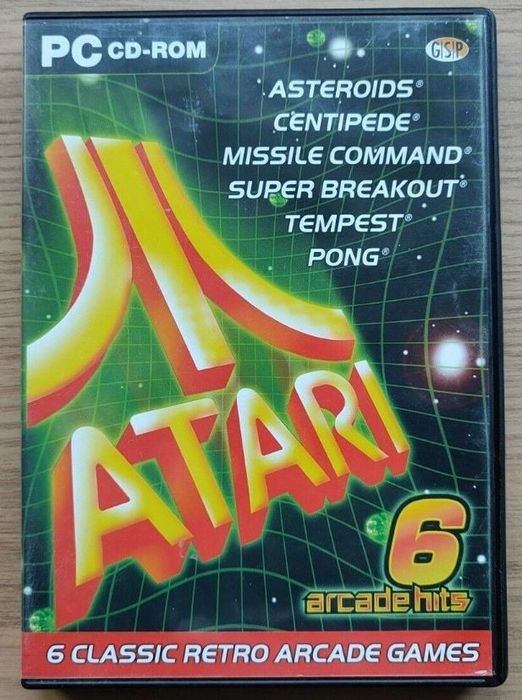 PC CD-ROM
GSP
ASTEROIDS®
CENTIPEDE®
MISSILE COMMAND®
SUPER BREAKOUT®
TEMPEST®
PONG®
ATARI
6
arcade hits
6 CLASSIC RETRO ARCADE GAMES